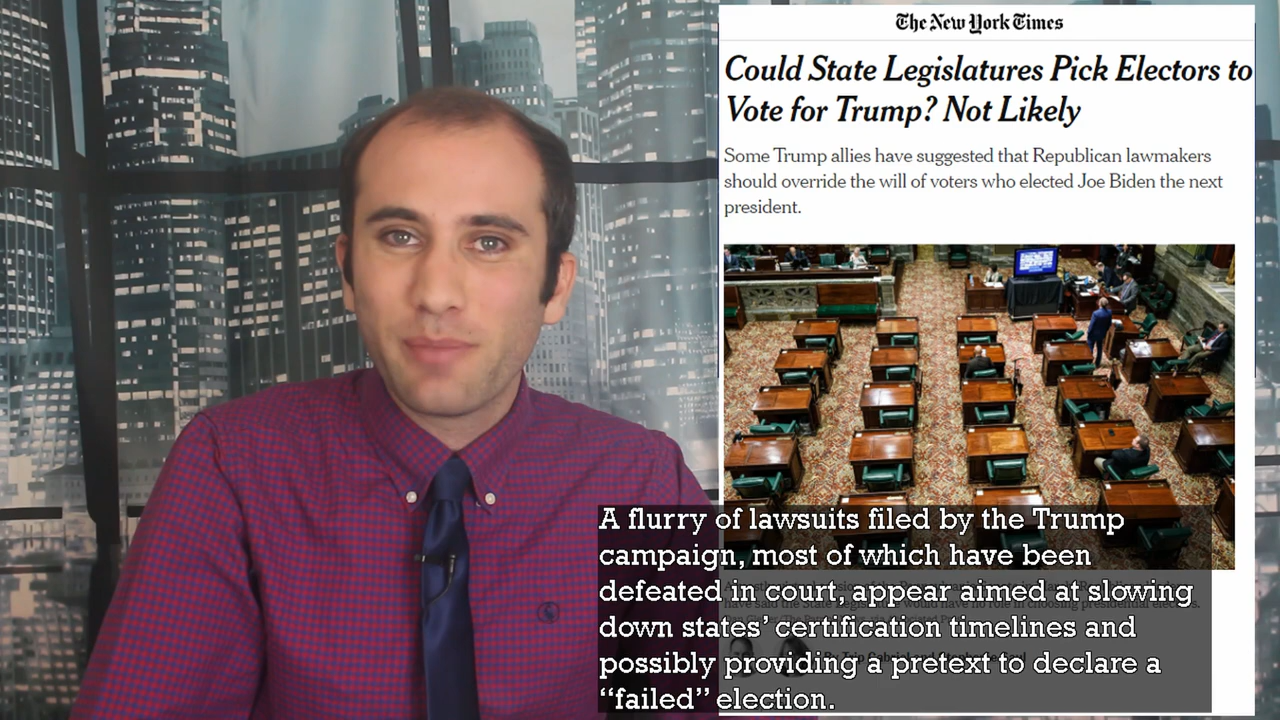 The New York Times
Could State Legislatures Pick Electors to
Vote for Trump? Not Likely
Some Trump allies have suggested that Republican lawmakers
should override the will of voters who elected Joe Biden the next
president.
A flurry of lawsuits filed by the Trump
campaign, most of which have been
defeated in court, appear aimed at slowing
down states’ certification timelines and
possibly providing a pretext to declare a
“failed” election.